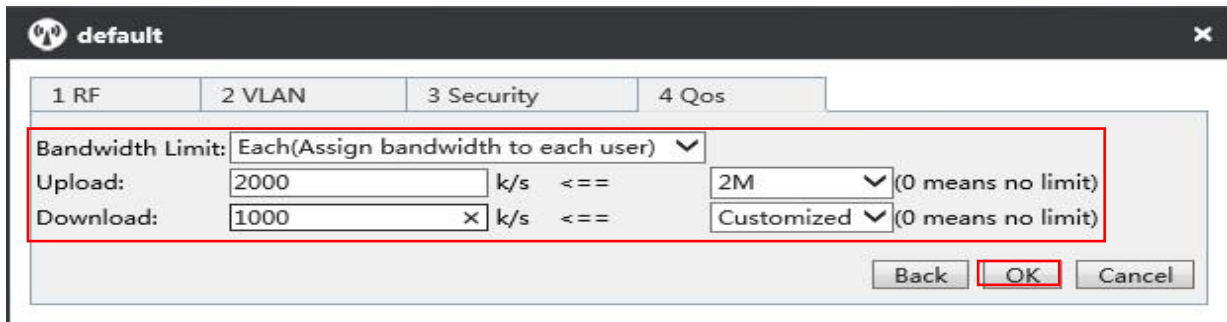 default
1 RF 2 VLAN 3 Security 4 Qos
Bandwidth Limit: Each(Assign bandwidth to each user)
Upload: 2000 k/s <== 2M (0 means no limit)
Download: 1000 k/s <== Customized (0 means no limit)
Back OK Cancel